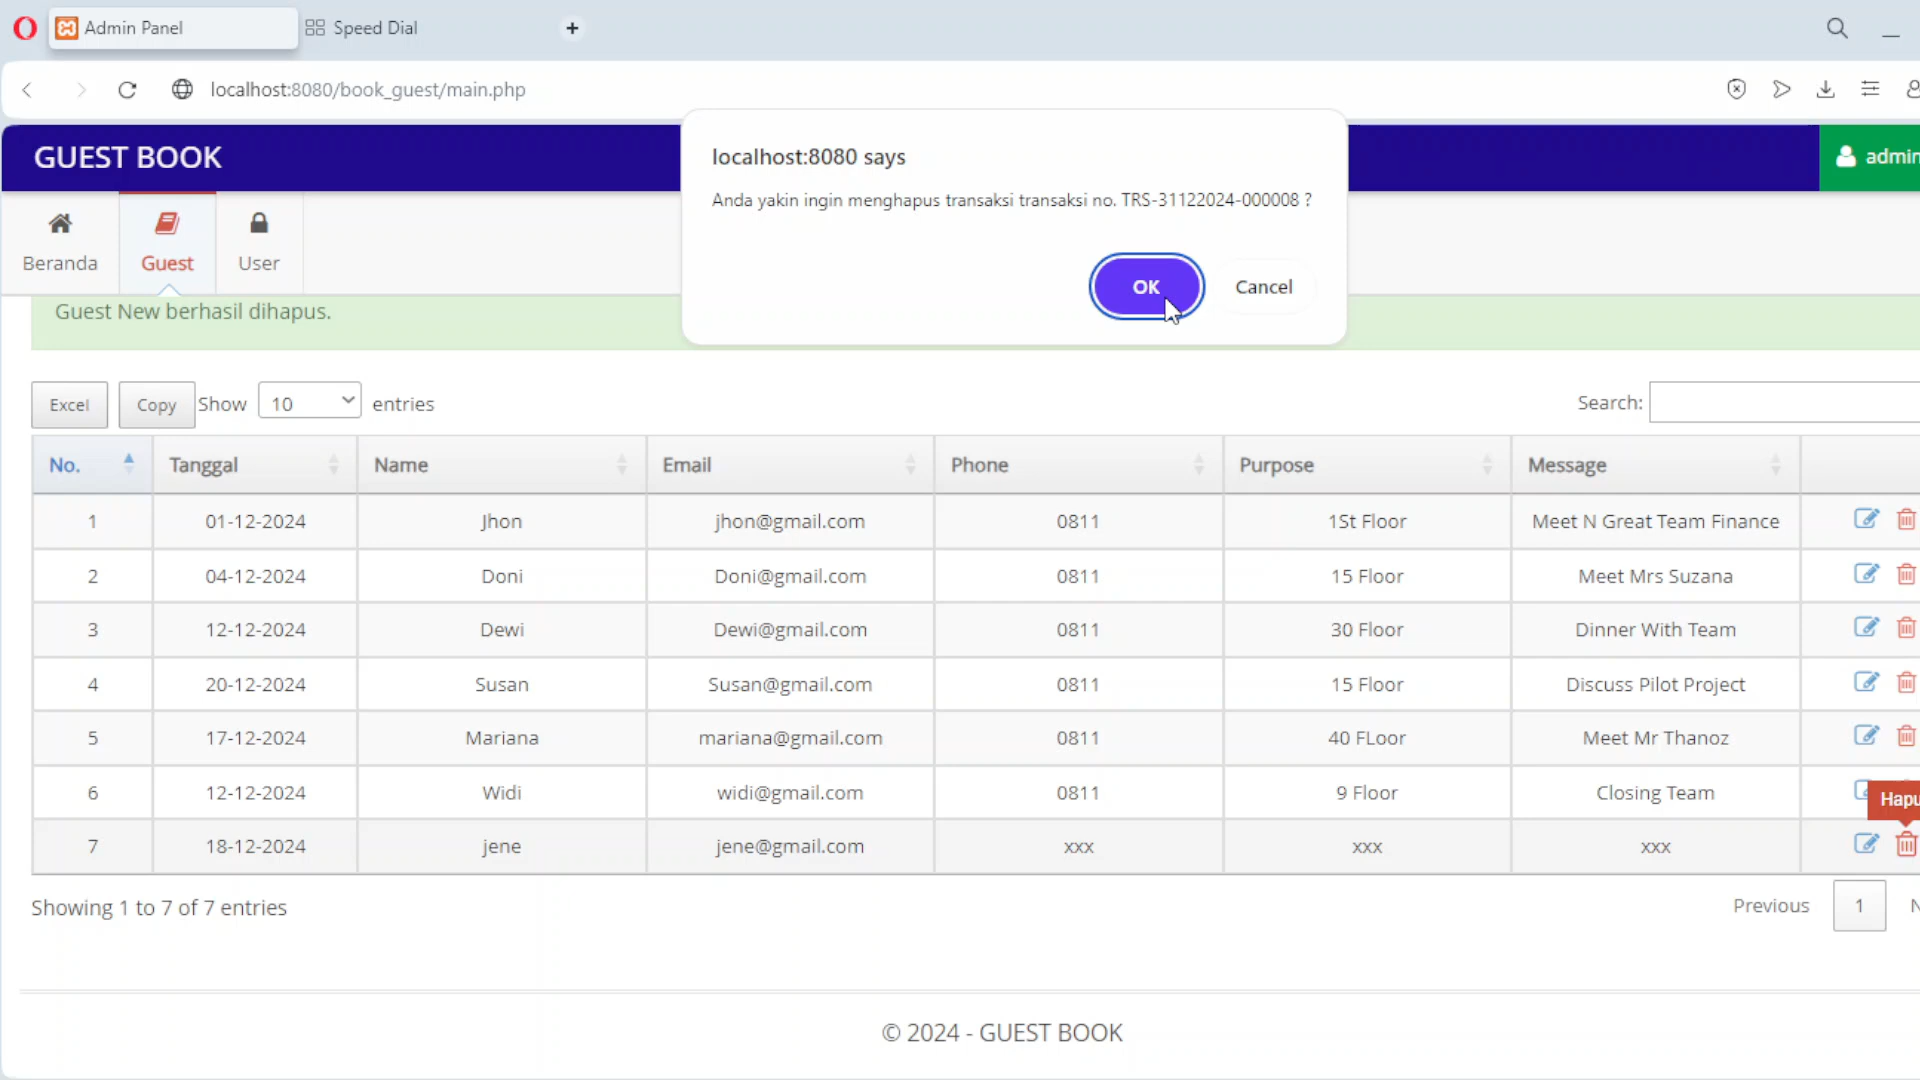 Admin Panel
Speed Dial
localhost:8080/book_guest/main.php
GUEST BOOK
admin
localhost:8080 says
Anda yakin ingin menghapus transaksi transaksi no. TRS-31122024-000008 ?
OK
Cancel
Beranda
Guest
User
Guest New berhasil dihapus.
Excel
Copy
Show 10 entries
Search:
No. Tanggal Name Email Phone Purpose Message
1 01-12-2024 Jhon jhon@gmail.com 0811 1St Floor Meet N Great Team Finance
2 04-12-2024 Doni Doni@gmail.com 0811 15 Floor Meet Mrs Suzana
3 12-12-2024 Dewi Dewi@gmail.com 0811 30 Floor Dinner With Team
4 20-12-2024 Susan Susan@gmail.com 0811 15 Floor Discuss Pilot Project
5 17-12-2024 Mariana mariana@gmail.com 0811 40 FLoor Meet Mr Thanoz
6 12-12-2024 Widi widi@gmail.com 0811 9 Floor Closing Team
Hapu
7 18-12-2024 jene jene@gmail.com xxx xxx xxx
Showing 1 to 7 of 7 entries
Previous 1 N
© 2024 - GUEST BOOK